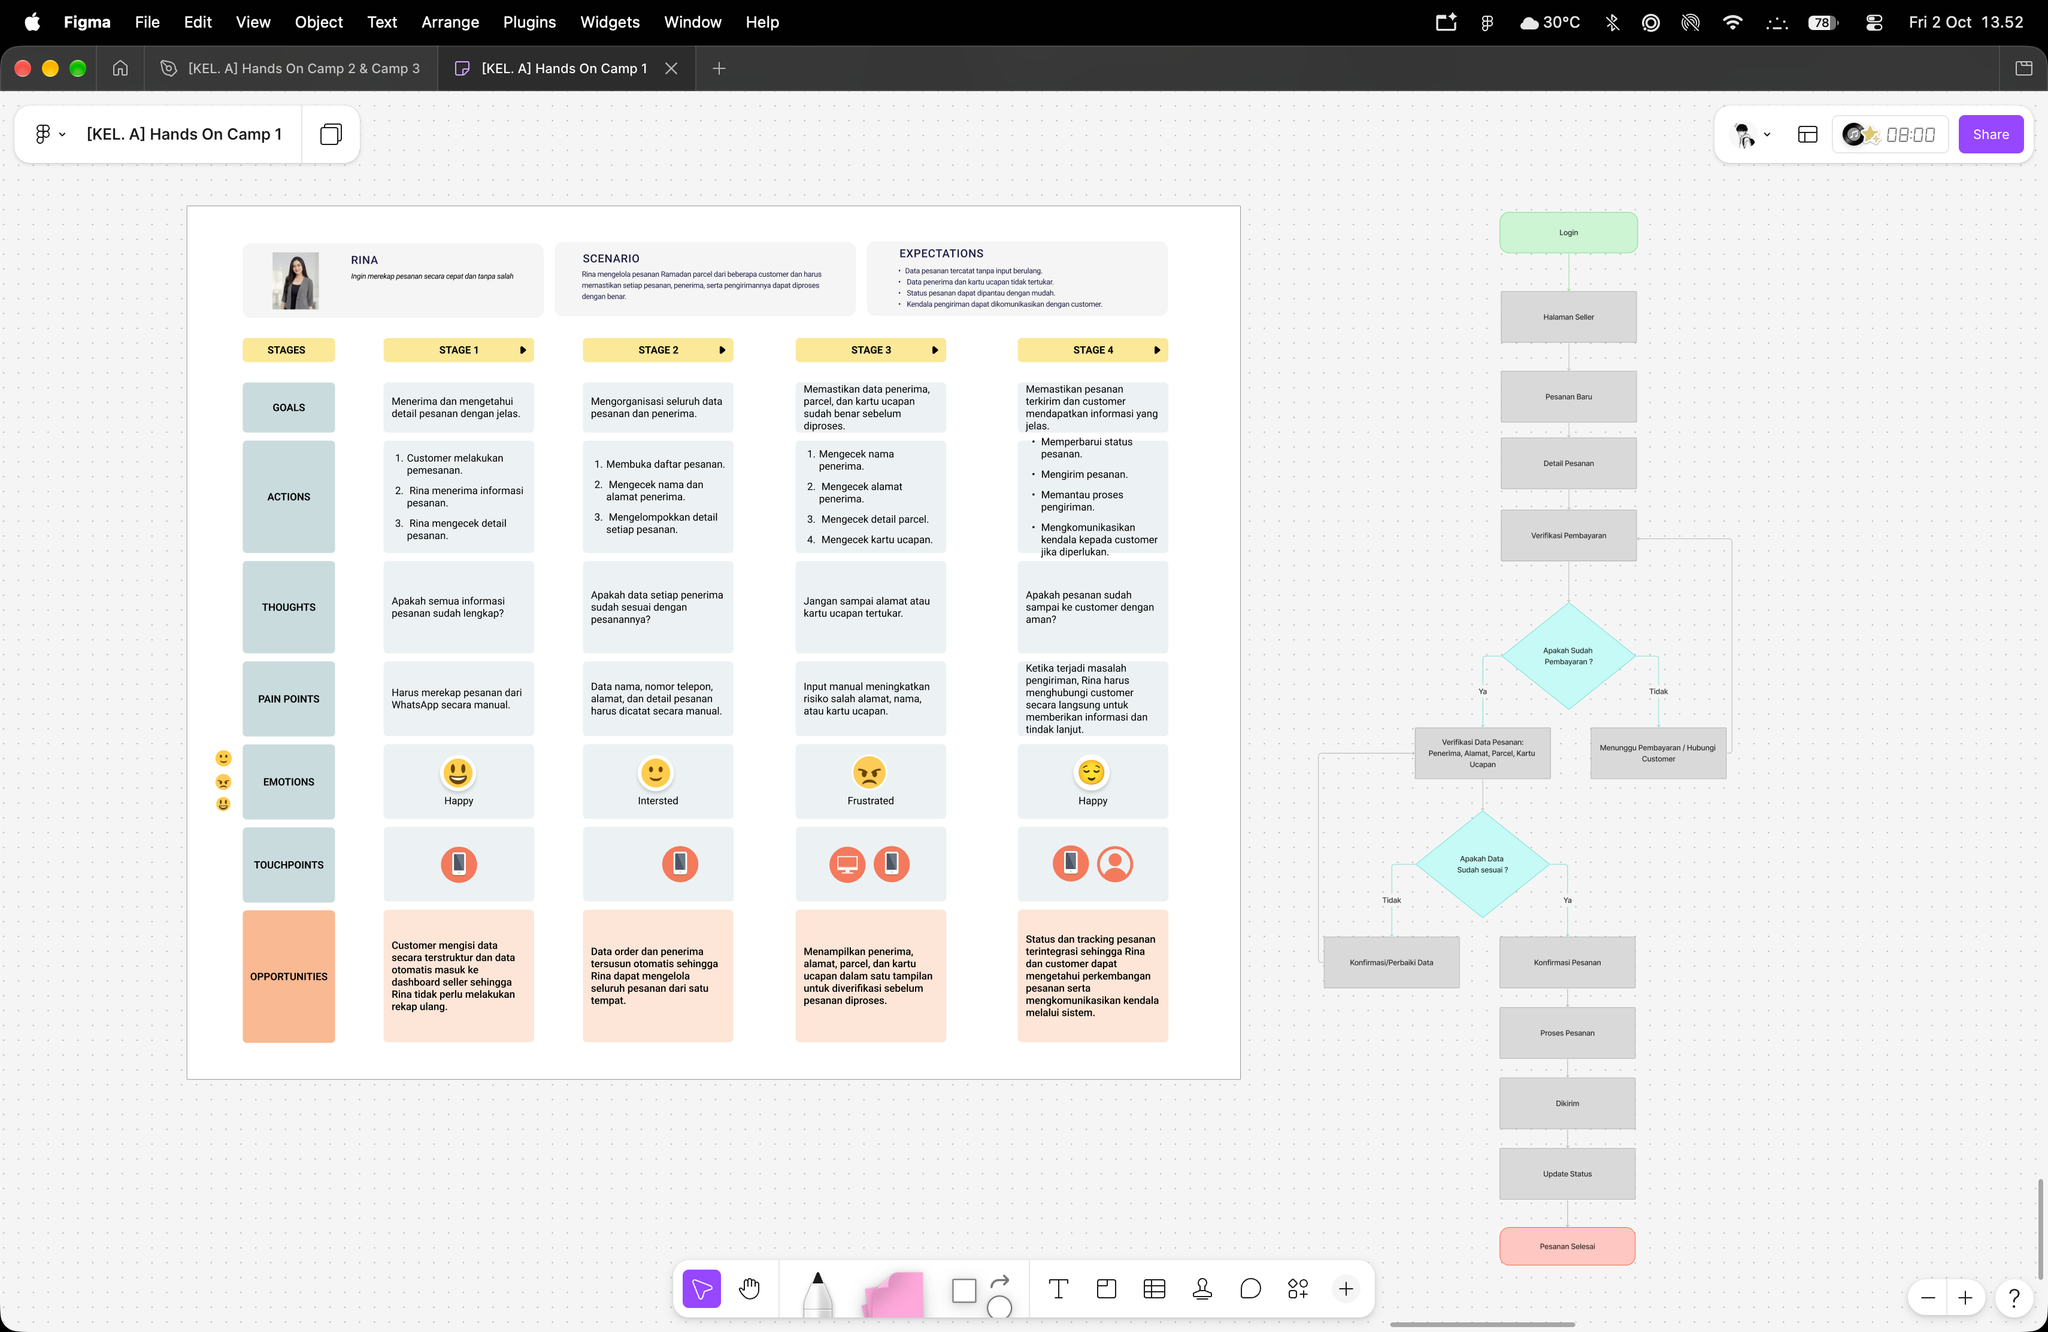 Figma File Edit View Object Text Arrange Plugins Widgets Window Help
30°C
78
Fri 2 Oct 13.52
[KEL. A] Hands On Camp 2 & Camp 3
[KEL. A] Hands On Camp 1
[KEL. A] Hands On Camp 1
08:00
Share
RINA
Ingin merekap pesanan secara cepat dan tanpa salah
SCENARIO
Rina mengelola pesanan Ramadan parcel dari beberapa customer dan harus
memastikan setiap pesanan, penerima, serta pengirimannya dapat diproses
dengan benar.
EXPECTATIONS
• Data pesanan tercatat tanpa input berulang.
• Data penerima dan kartu ucapan tidak tertukar.
• Status pesanan dapat dipantau dengan mudah.
• Kendala pengiriman dapat dikomunikasikan dengan customer.
STAGES
STAGE 1
STAGE 2
STAGE 3
STAGE 4
GOALS
Menerima dan mengetahui
detail pesanan dengan jelas.
Mengorganisasi seluruh data
pesanan dan penerima.
Memastikan data penerima,
parcel, dan kartu ucapan
sudah benar sebelum
diproses.
Memastikan pesanan
terkirim dan customer
mendapatkan informasi yang
jelas.
ACTIONS
1. Customer melakukan
pemesanan.
2. Rina menerima informasi
pesanan.
3. Rina mengecek detail
pesanan.
1. Membuka daftar pesanan.
2. Mengecek nama dan
alamat penerima.
3. Mengelompokkan detail
setiap pesanan.
1. Mengecek nama
penerima.
2. Mengecek alamat
penerima.
3. Mengecek detail parcel.
4. Mengecek kartu ucapan.
• Memperbarui status
pesanan.
• Mengirim pesanan.
• Memantau proses
pengiriman.
• Mengkomunikasikan
kendala kepada customer
jika diperlukan.
THOUGHTS
Apakah semua informasi
pesanan sudah lengkap?
Apakah data setiap penerima
sudah sesuai dengan
pesanannya?
Jangan sampai alamat atau
kartu ucapan tertukar.
Apakah pesanan sudah
sampai ke customer dengan
aman?
PAIN POINTS
Harus merekap pesanan dari
WhatsApp secara manual.
Data nama, nomor telepon,
alamat, dan detail pesanan
harus dicatat secara manual.
Input manual meningkatkan
risiko salah alamat, nama,
atau kartu ucapan.
Ketika terjadi masalah
pengiriman, Rina harus
menghubungi customer
secara langsung untuk
memberikan informasi dan
tindak lanjut.
EMOTIONS
Happy
Intersted
Frustrated
Happy
TOUCHPOINTS
OPPORTUNITIES
Customer mengisi data
secara terstruktur dan data
otomatis masuk ke
dashboard seller sehingga
Rina tidak perlu melakukan
rekap ulang.
Data order dan penerima
tersusun otomatis sehingga
Rina dapat mengelola
seluruh pesanan dari satu
tempat.
Menampilkan penerima,
alamat, parcel, dan kartu
ucapan dalam satu tampilan
untuk diverifikasi sebelum
pesanan diproses.
Status dan tracking pesanan
terintegrasi sehingga Rina
dan customer dapat
mengetahui perkembangan
pesanan serta
mengkomunikasikan kendala
melalui sistem.
Login
Halaman Seller
Pesanan Baru
Detail Pesanan
Verifikasi Pembayaran
Apakah Sudah
Pembayaran ?
Ya
Tidak
Verifikasi Data Pesanan:
Penerima, Alamat, Parcel, Kartu
Ucapan
Menunggu Pembayaran / Hubungi
Customer
Apakah Data
Sudah sesuai ?
Tidak
Ya
Konfirmasi/Perbaiki Data
Konfirmasi Pesanan
Proses Pesanan
Dikirim
Update Status
Pesanan Selesai